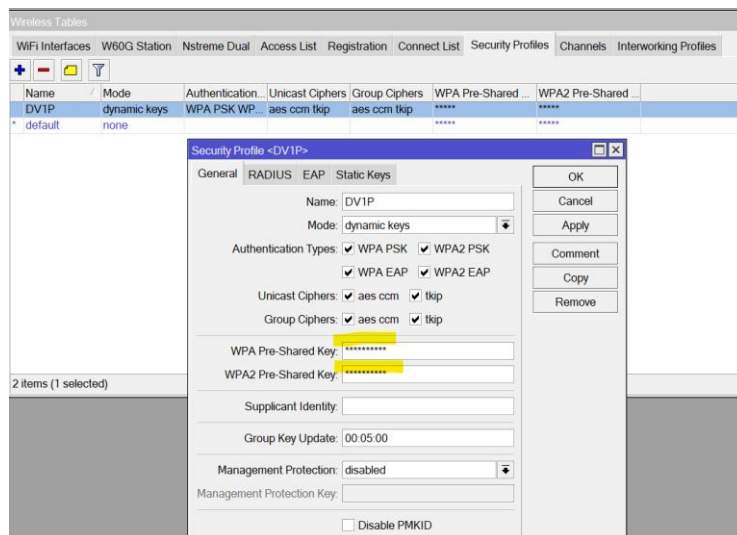 Wireless Tables
WiFi Interfaces W60G Station Nstreme Dual Access List Registration Connect List Security Profiles Channels Interworking Profiles
Name / Mode Authentication... Unicast Ciphers Group Ciphers WPA Pre-Shared ... WPA2 Pre-Shared ...
DV1P dynamic keys WPA PSK WP... aes ccm tkip aes ccm tkip ***** *****
* default none ***** *****
Security Profile <DV1P>
General RADIUS EAP Static Keys
OK
Name: DV1P
Cancel
Mode: dynamic keys
Apply
Authentication Types: WPA PSK WPA2 PSK
Comment
WPA EAP WPA2 EAP
Copy
Unicast Ciphers: aes ccm tkip
Remove
Group Ciphers: aes ccm tkip
WPA Pre-Shared Key: **********
WPA2 Pre-Shared Key: **********
2 items (1 selected)
Supplicant Identity:
Group Key Update: 00:05:00
Management Protection: disabled
Management Protection Key:
Disable PMKID